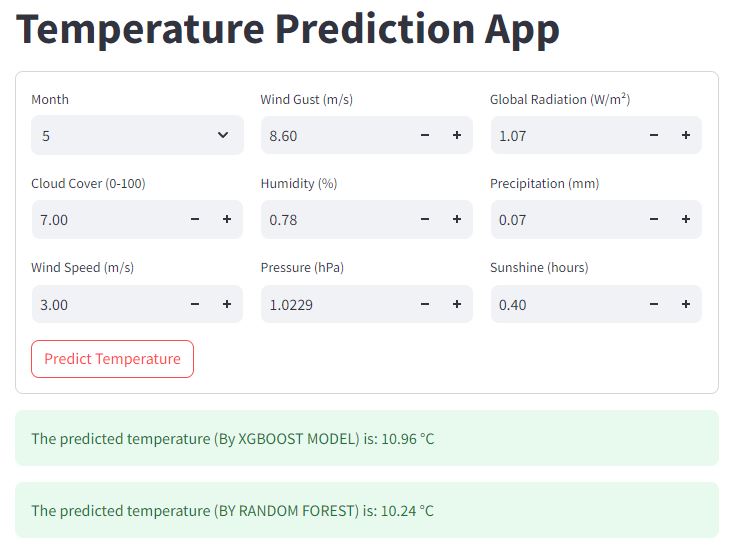 Temperature Prediction App
Month
Wind Gust (m/s)
Global Radiation (W/m²)
5
8.60
1.07
Cloud Cover (0-100)
Humidity (%)
Precipitation (mm)
7.00
0.78
0.07
Wind Speed (m/s)
Pressure (hPa)
Sunshine (hours)
3.00
1.0229
0.40
Predict Temperature
The predicted temperature (By XGBOOST MODEL) is: 10.96 °C
The predicted temperature (BY RANDOM FOREST) is: 10.24 °C